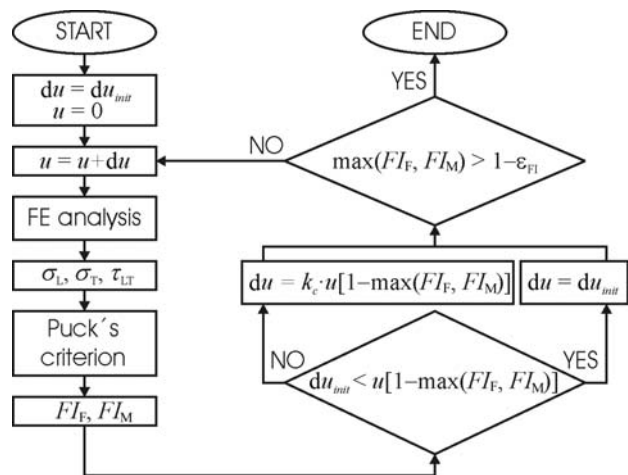 START
du = du_init
u = 0
u = u+du
FE analysis
σ_L, σ_T, τ_LT
Puck´s
criterion
FI_F, FI_M
du_init < u[1−max(FI_F, FI_M)]
NO
YES
du = k_c·u[1−max(FI_F, FI_M)]
du = du_init
max(FI_F, FI_M) > 1−ε_FI
NO
YES
END